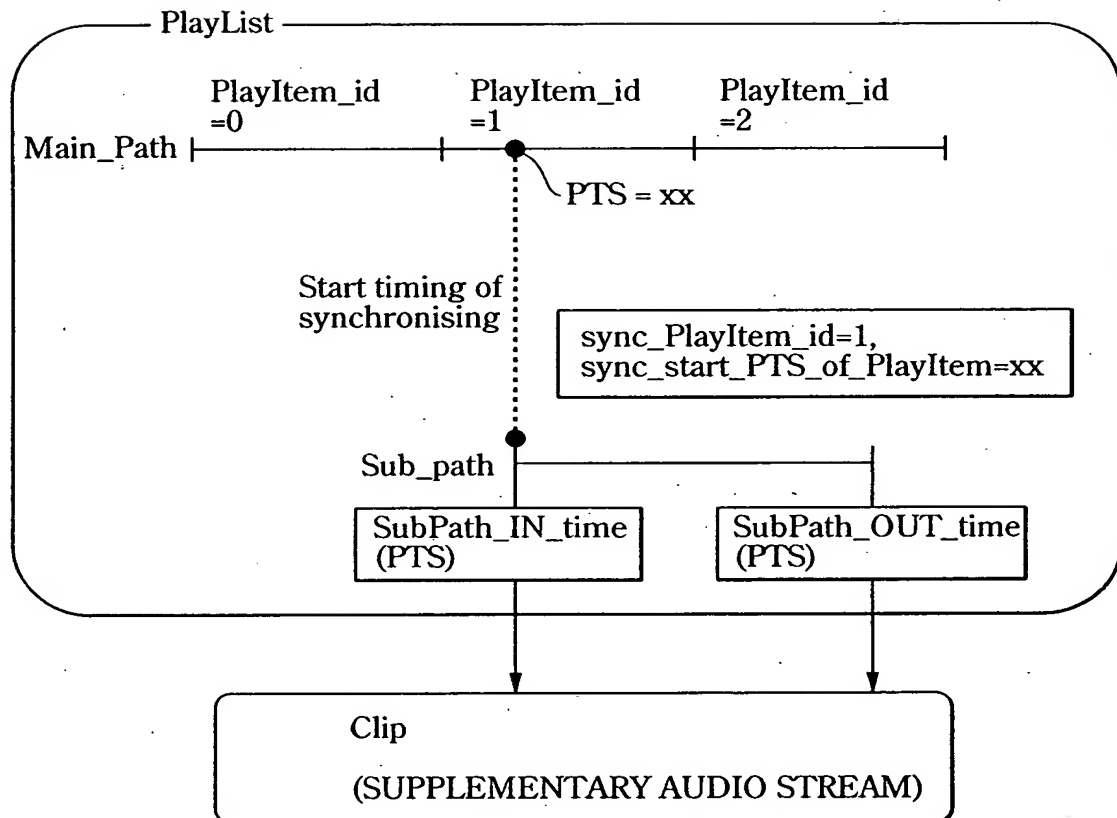 PlayList
PlayItem_id
=0
PlayItem_id
=1
PlayItem_id
=2
Main_Path
PTS = xx
Start timing of
synchronising
sync_PlayItem_id=1,
sync_start_PTS_of_PlayItem=xx
Sub_path
SubPath_IN_time
(PTS)
SubPath_OUT_time
(PTS)
Clip
(SUPPLEMENTARY AUDIO STREAM)